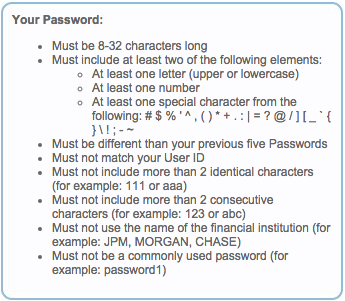 Your Password:
Must be 8-32 characters long
Must include at least two of the following elements:
At least one letter (upper or lowercase)
At least one number
At least one special character from the
following: # $ % ' ^ , ( ) * + . : | = ? @ / ] [ _ ` {
} \ ! ; - ~
Must be different than your previous five Passwords
Must not match your User ID
Must not include more than 2 identical characters
(for example: 111 or aaa)
Must not include more than 2 consecutive
characters (for example: 123 or abc)
Must not use the name of the financial institution (for
example: JPM, MORGAN, CHASE)
Must not be a commonly used password (for
example: password1)